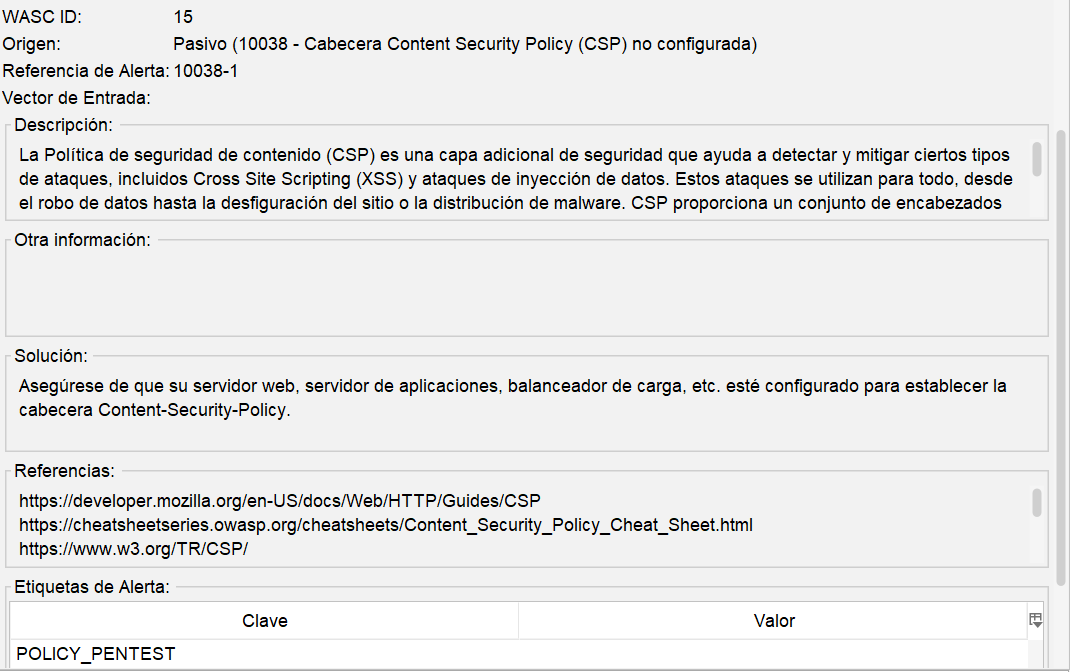 WASC ID: 15
Origen: Pasivo (10038 - Cabecera Content Security Policy (CSP) no configurada)
Referencia de Alerta: 10038-1
Vector de Entrada:
Descripción:
La Política de seguridad de contenido (CSP) es una capa adicional de seguridad que ayuda a detectar y mitigar ciertos tipos
de ataques, incluidos Cross Site Scripting (XSS) y ataques de inyección de datos. Estos ataques se utilizan para todo, desde
el robo de datos hasta la desfiguración del sitio o la distribución de malware. CSP proporciona un conjunto de encabezados
Otra información:
Solución:
Asegúrese de que su servidor web, servidor de aplicaciones, balanceador de carga, etc. esté configurado para establecer la
cabecera Content-Security-Policy.
Referencias:
https://developer.mozilla.org/en-US/docs/Web/HTTP/Guides/CSP
https://cheatsheetseries.owasp.org/cheatsheets/Content_Security_Policy_Cheat_Sheet.html
https://www.w3.org/TR/CSP/
Etiquetas de Alerta:
Clave Valor
POLICY_PENTEST